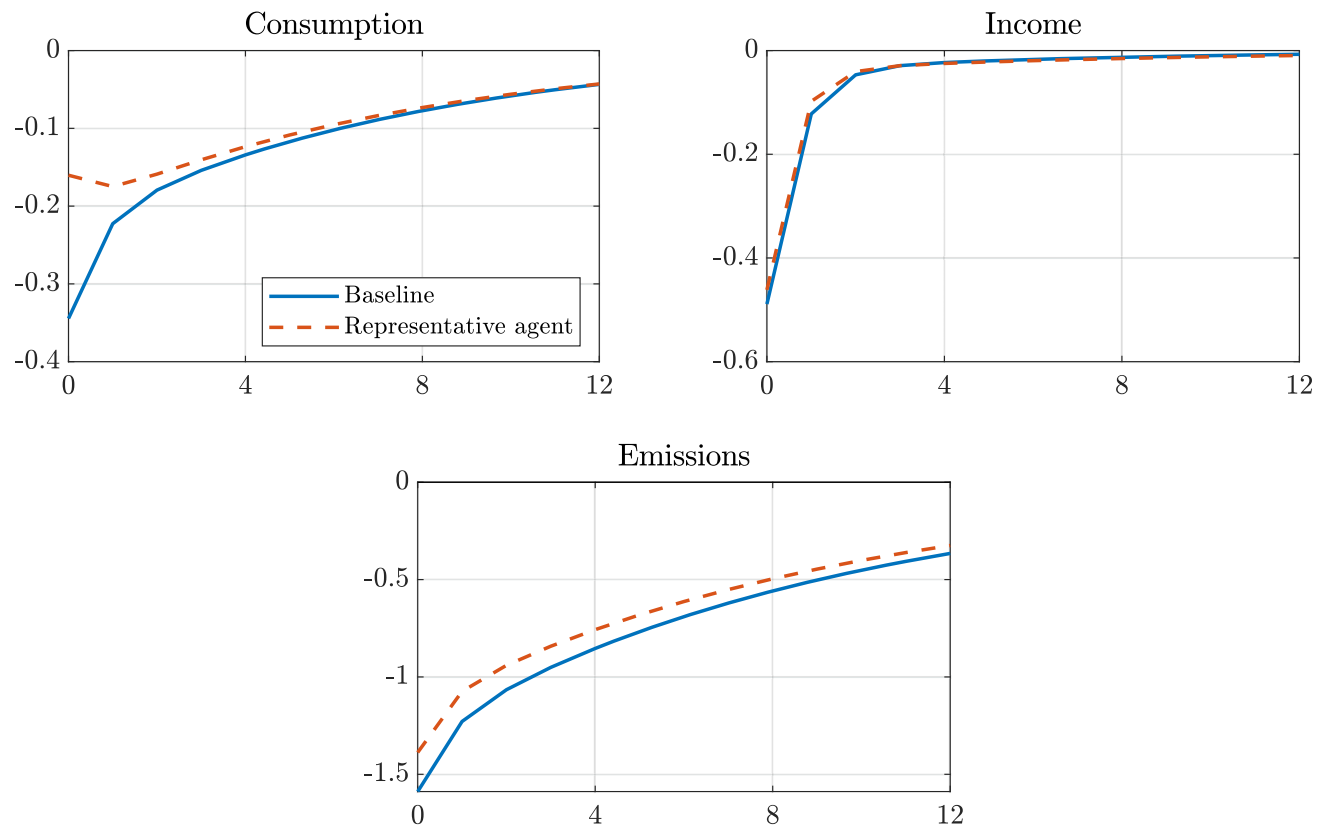 Consumption
0
-0.1
-0.2
-0.3
-0.4
0 4 8 12
Baseline
Representative agent
Income
0
-0.2
-0.4
-0.6
0 4 8 12
Emissions
0
-0.5
-1
-1.5
0 4 8 12